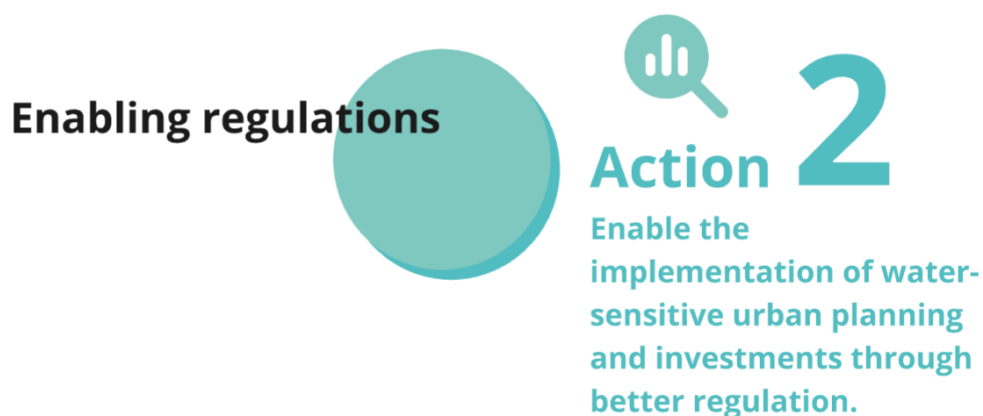 Enabling regulations
Action 2
Enable the
implementation of water-
sensitive urban planning
and investments through
better regulation.